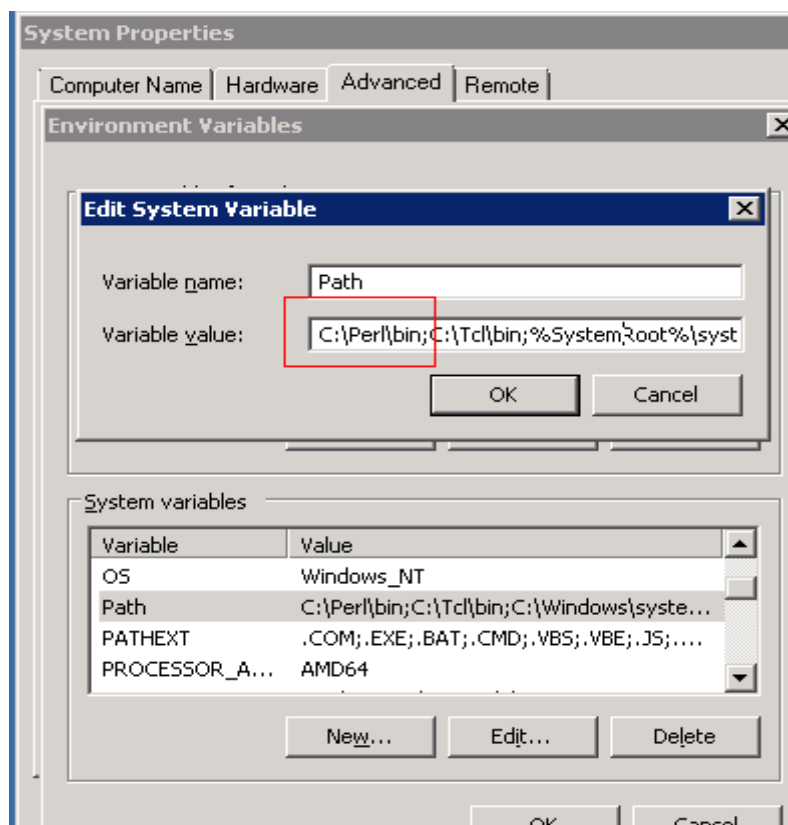 System Properties
Computer Name Hardware Advanced Remote
Environment Variables
Edit System Variable
Variable name: Path
Variable value: C:\Perl\bin;C:\Tcl\bin;%SystemRoot%\syst
OK Cancel
System variables
Variable Value
OS Windows_NT
Path C:\Perl\bin;C:\Tcl\bin;C:\Windows\syste...
PATHEXT .COM;.EXE;.BAT;.CMD;.VBS;.VBE;.JS;....
PROCESSOR_A... AMD64
New... Edit... Delete
OK Cancel